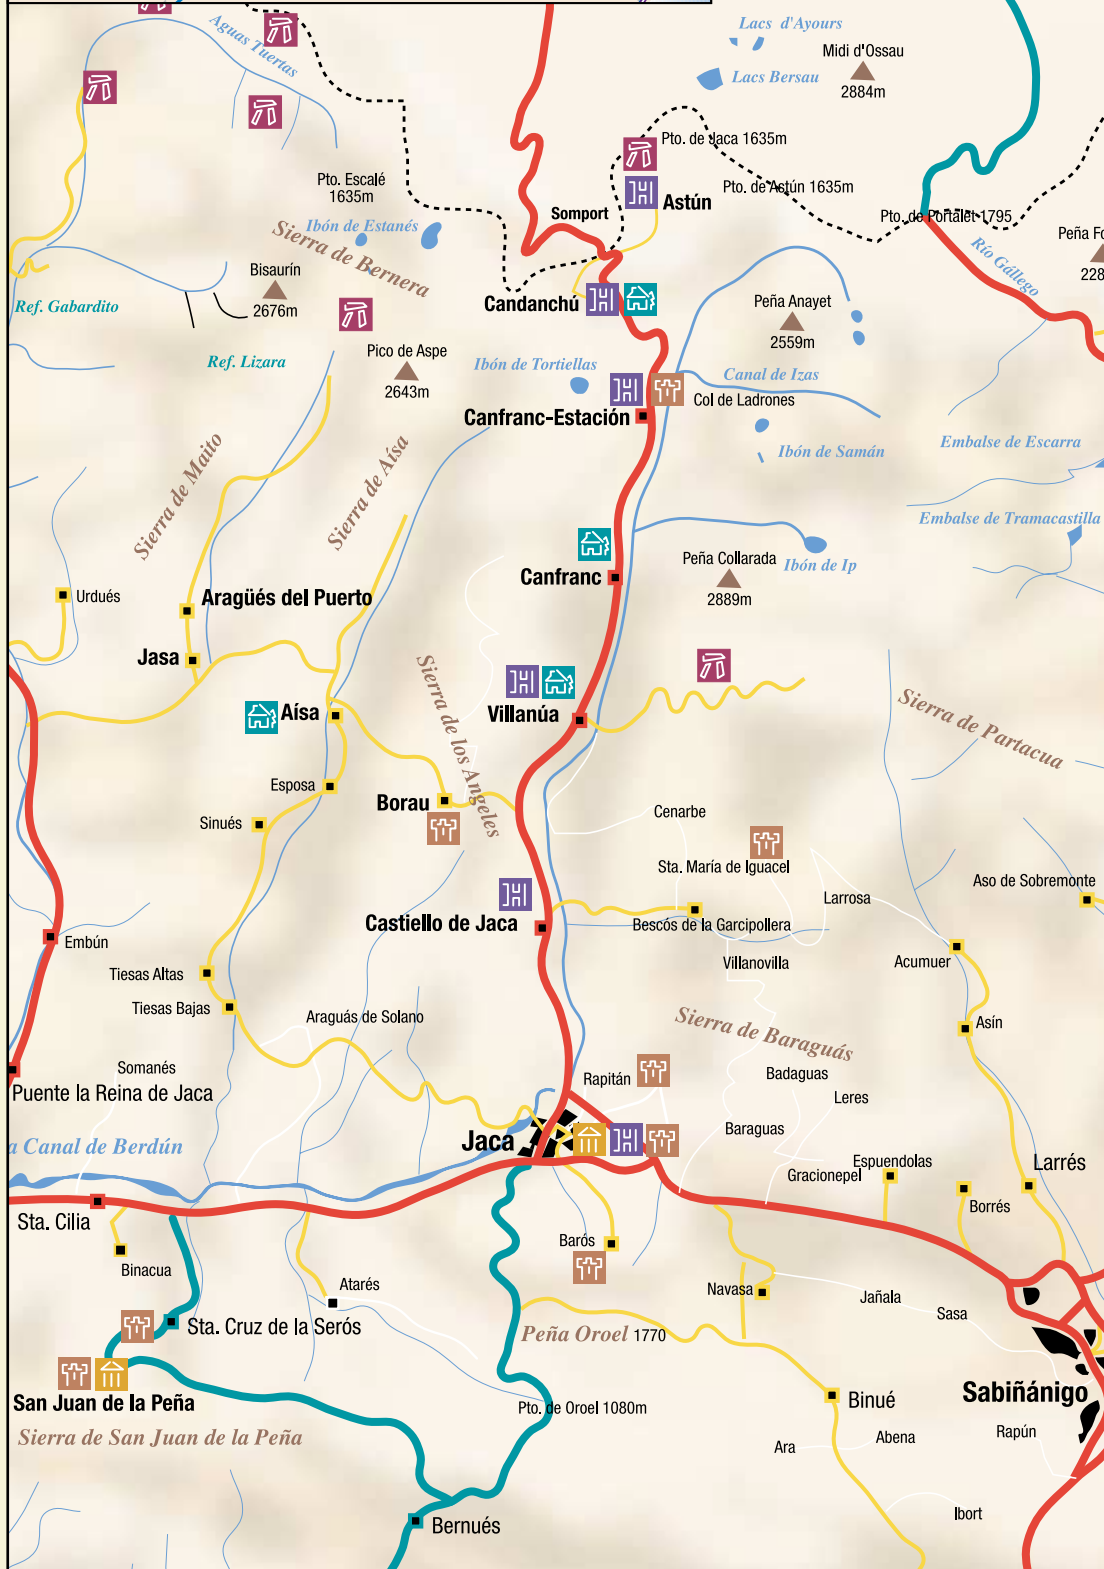 Lacs d'Ayours
Aguas Tuertas
Midi d'Ossau
Lacs Bersau
2884m
Pto. de Jaca 1635m
Pto. Escalé
1635m
Pto. de Astún 1635m
Astún
Somport
Pto. de Portalet 1795
Ibón de Estanés
Sierra de Bernera
Río Gállego
Peña Fo
228
Bisaurín
2676m
Ref. Gabardito
Candanchú
Peña Anayet
2559m
Ref. Lizara
Pico de Aspe
2643m
Ibón de Tortiellas
Canal de Izas
Col de Ladrones
Canfranc-Estación
Sierra de Maito
Sierra de Aísa
Ibón de Samán
Embalse de Escarra
Embalse de Tramacastilla
Peña Collarada
2889m
Ibón de Ip
Canfranc
Urdués
Aragüés del Puerto
Jasa
Sierra de los Angeles
Sierra de Partacua
Aísa
Villanúa
Esposa
Borau
Sinués
Cenarbe
Sta. María de Iguacel
Larrosa
Aso de Sobremonte
Castiello de Jaca
Bescós de la Garcipollera
Embún
Villanovilla
Acumuer
Tiesas Altas
Tiesas Bajas
Araguás de Solano
Sierra de Baraguás
Asín
Somanés
Puente la Reina de Jaca
Rapitán
Badaguas
Leres
a Canal de Berdún
Jaca
Baraguas
Gracionepel
Espuendolas
Larrés
Borrés
Sta. Cilia
Binacua
Barós
Atarés
Navasa
Jañala
Sasa
Sta. Cruz de la Serós
Peña Oroel 1770
San Juan de la Peña
Pto. de Oroel 1080m
Binué
Sabiñánigo
Sierra de San Juan de la Peña
Ara
Abena
Rapún
Ibort
Bernués